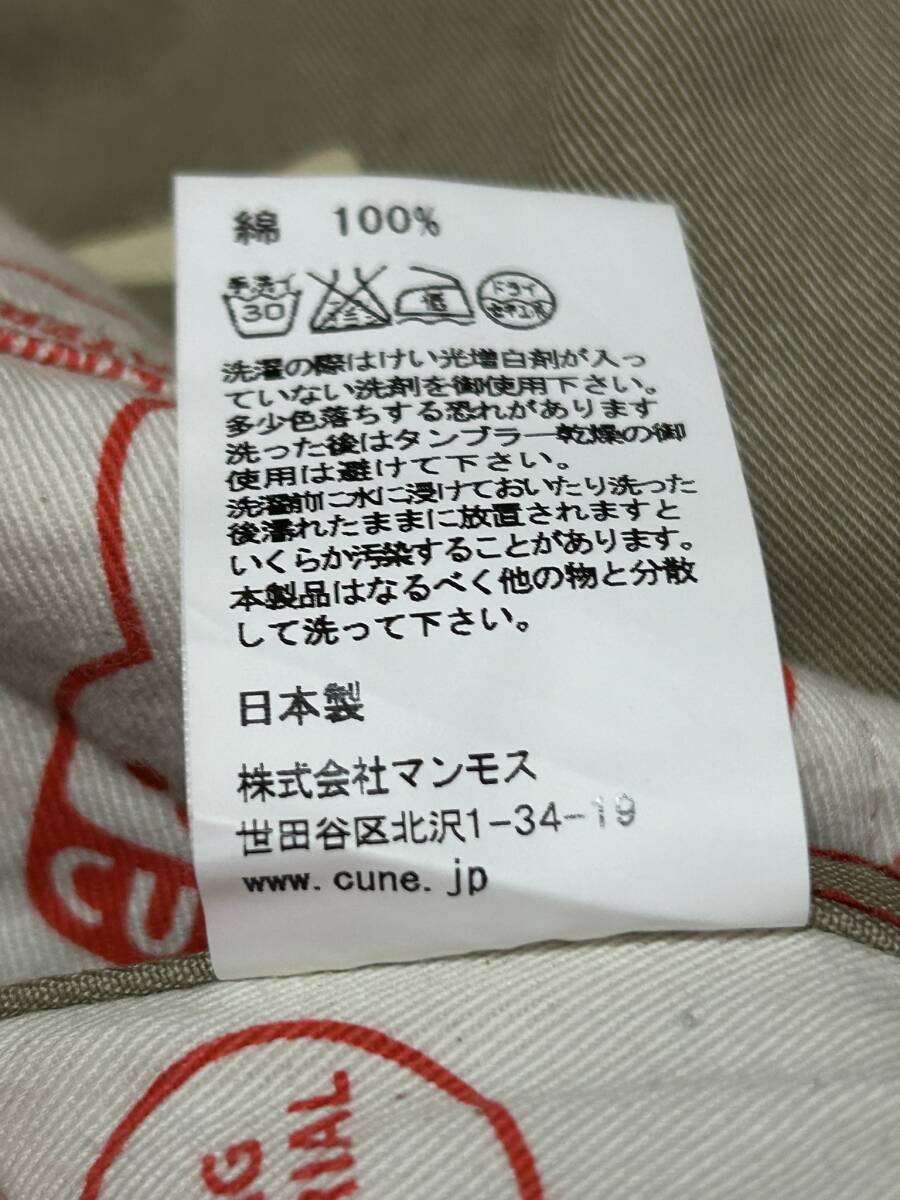 綿 100%
手洗イ
30
エンソサラシ
低
ドライ
セキユ系
洗濯の際はけい光増白剤が入っ
ていない洗剤を御使用下さい。
多少色落ちする恐れがあります
洗った後はタンブラー乾燥の御
使用は避けて下さい。
洗濯前に水に浸けておいたり洗った
後濡れたままに放置されますと
いくらか汚染することがあります。
本製品はなるべく他の物と分散
して洗って下さい。
日本製
株式会社マンモス
世田谷区北沢1-34-19
www.cune.jp
CU